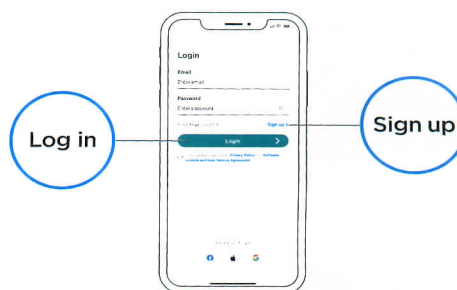 Login
Email
Enter email
Password
Enter password
Sign up
Log in
Login
Sign up
Privacy Policy
Software
License and User Service Agreement